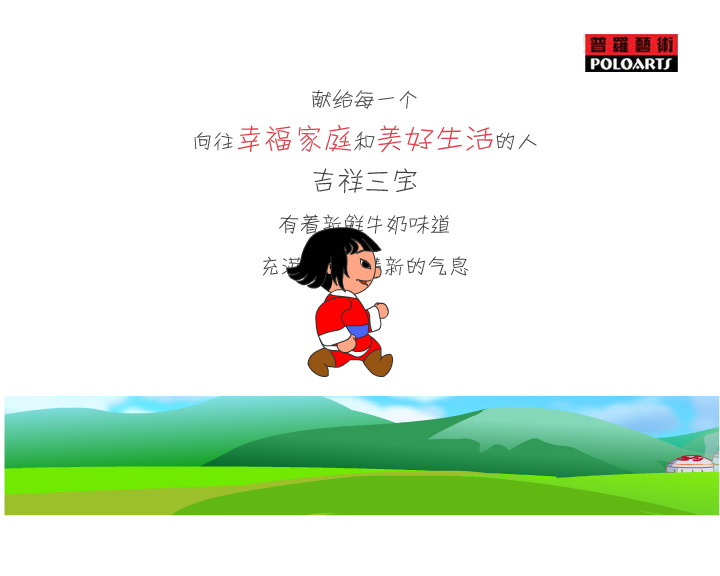 普羅藝術
POLOARTS
献给每一个
向往幸福家庭和美好生活的人
吉祥三宝
有着新鲜牛奶味道
充满 新的气息